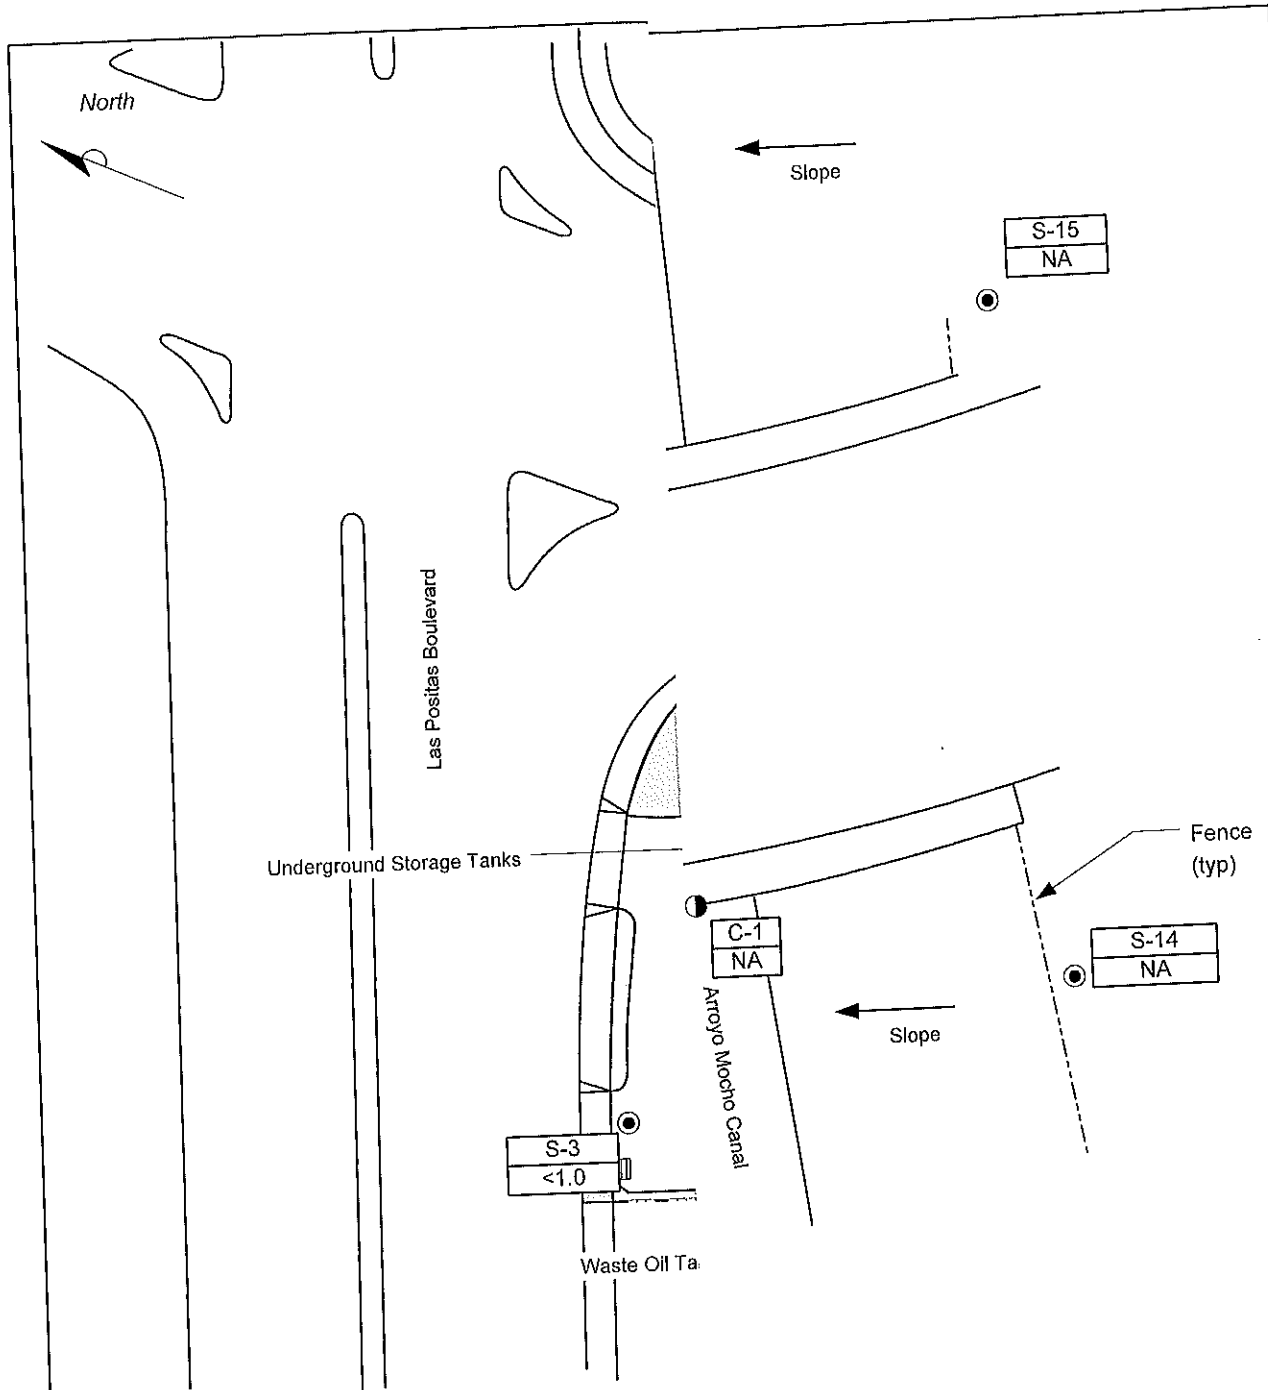 North
Slope
S-15
NA
Las Positas Boulevard
Underground Storage Tanks
Fence
(typ)
C-1
NA
S-14
NA
Arroyo Mocho Canal
Slope
S-3
<1.0
Waste Oil Ta